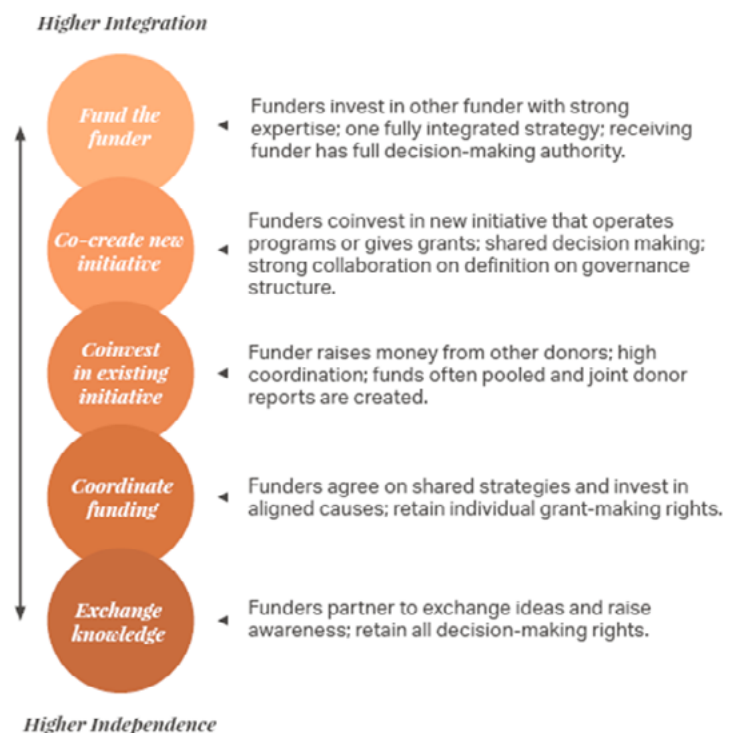 Higher Integration
Fund the
funder
Funders invest in other funder with strong
expertise; one fully integrated strategy; receiving
funder has full decision-making authority.
Co-create new
initiative
Funders coinvest in new initiative that operates
programs or gives grants; shared decision making;
strong collaboration on definition on governance
structure.
Coinvest
in existing
initiative
Funder raises money from other donors; high
coordination; funds often pooled and joint donor
reports are created.
Coordinate
funding
Funders agree on shared strategies and invest in
aligned causes; retain individual grant-making rights.
Exchange
knowledge
Funders partner to exchange ideas and raise
awareness; retain all decision-making rights.
Higher Independence